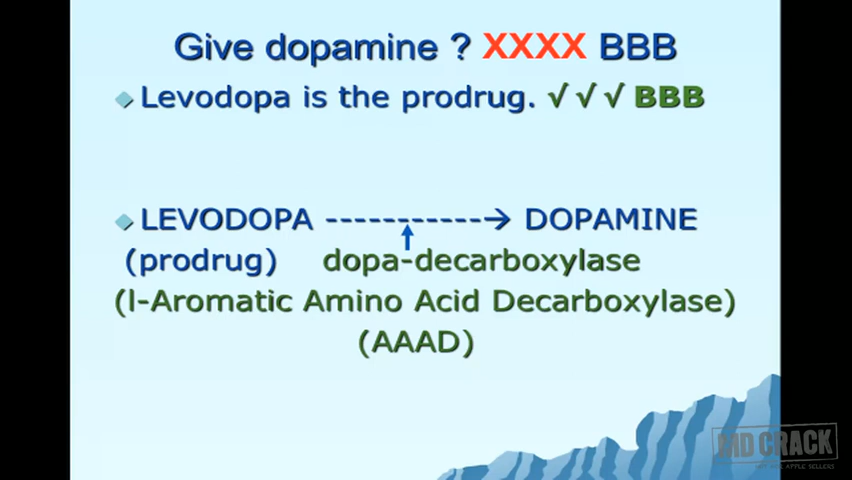 Give dopamine ? XXXX BBB
Levodopa is the prodrug. √ √ √ BBB
LEVODOPA -----------→ DOPAMINE
(prodrug) dopa-decarboxylase
(l-Aromatic Amino Acid Decarboxylase)
(AAAD)
MD CRACK